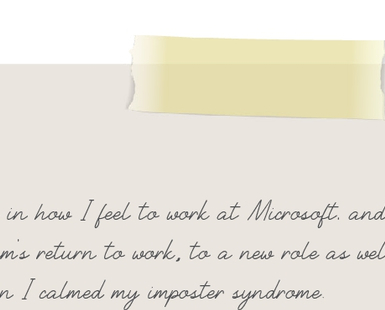 in how I feel to work at Microsoft. and
m's return to work, to a new role as wel
n I calmed my imposter syndrome.